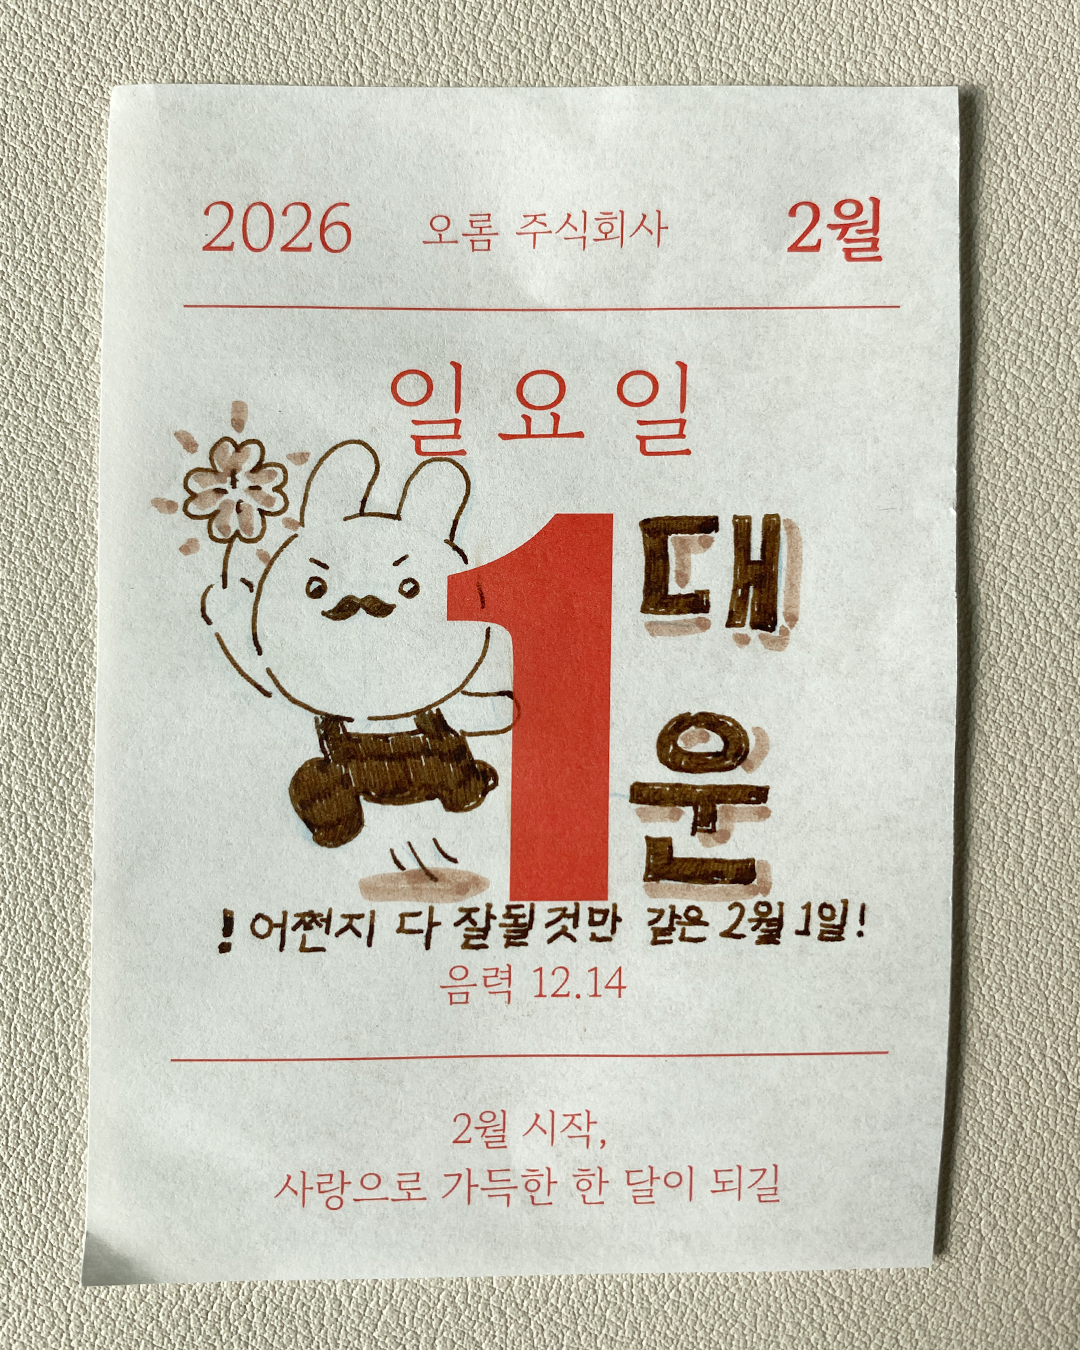 2026 오롬 주식회사 2월
일요일
1
대
운
! 어쩐지 다 잘될것만 같은 2월 1일!
음력 12.14
2월 시작,
사랑으로 가득한 한 달이 되길